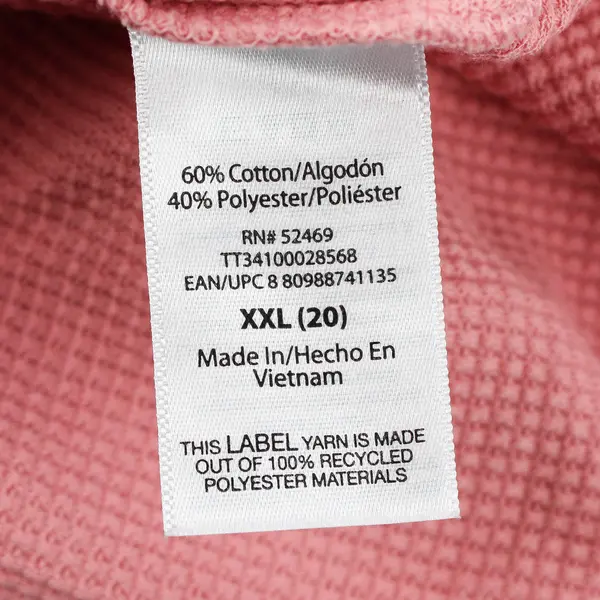 60% Cotton/Algodón
40% Polyester/Poliéster
RN# 52469
TT34100028568
EAN/UPC 8 80988741135
XXL (20)
Made In/Hecho En
Vietnam
THIS LABEL YARN IS MADE
OUT OF 100% RECYCLED
POLYESTER MATERIALS